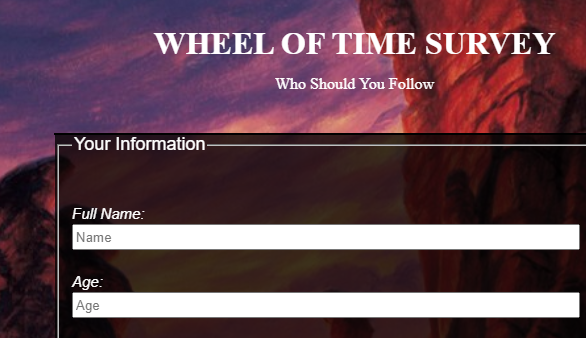 WHEEL OF TIME SURVEY
Who Should You Follow
Your Information
Full Name:
Name
Age:
Age